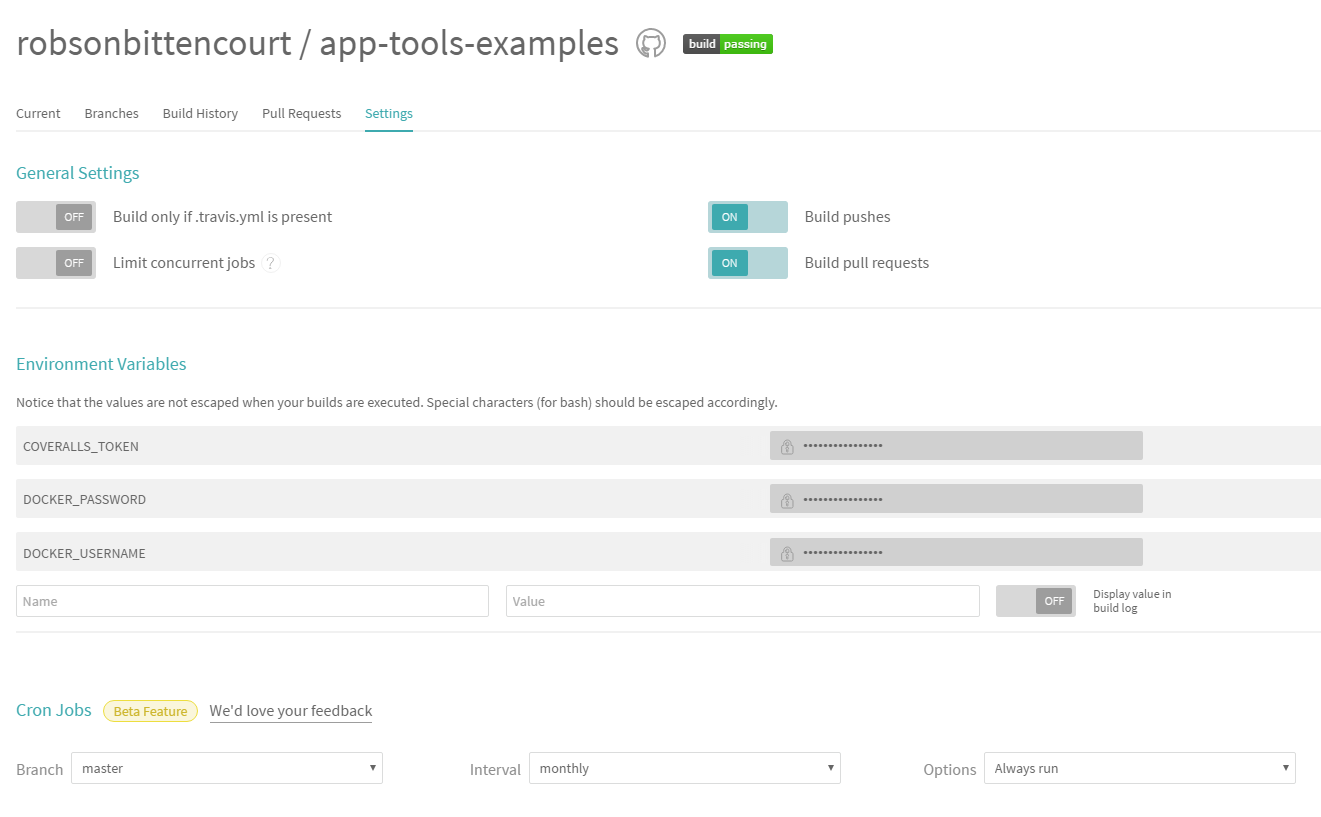 robsonbittencourt / app-tools-examples build passing
Current Branches Build History Pull Requests Settings
General Settings
OFF Build only if .travis.yml is present ON Build pushes
OFF Limit concurrent jobs ? ON Build pull requests
Environment Variables
Notice that the values are not escaped when your builds are executed. Special characters (for bash) should be escaped accordingly.
COVERALLS_TOKEN ••••••••••••••••
DOCKER_PASSWORD ••••••••••••••••
DOCKER_USERNAME ••••••••••••••••
Name Value OFF Display value in
build log
Cron Jobs Beta Feature We'd love your feedback
Branch master Interval monthly Options Always run